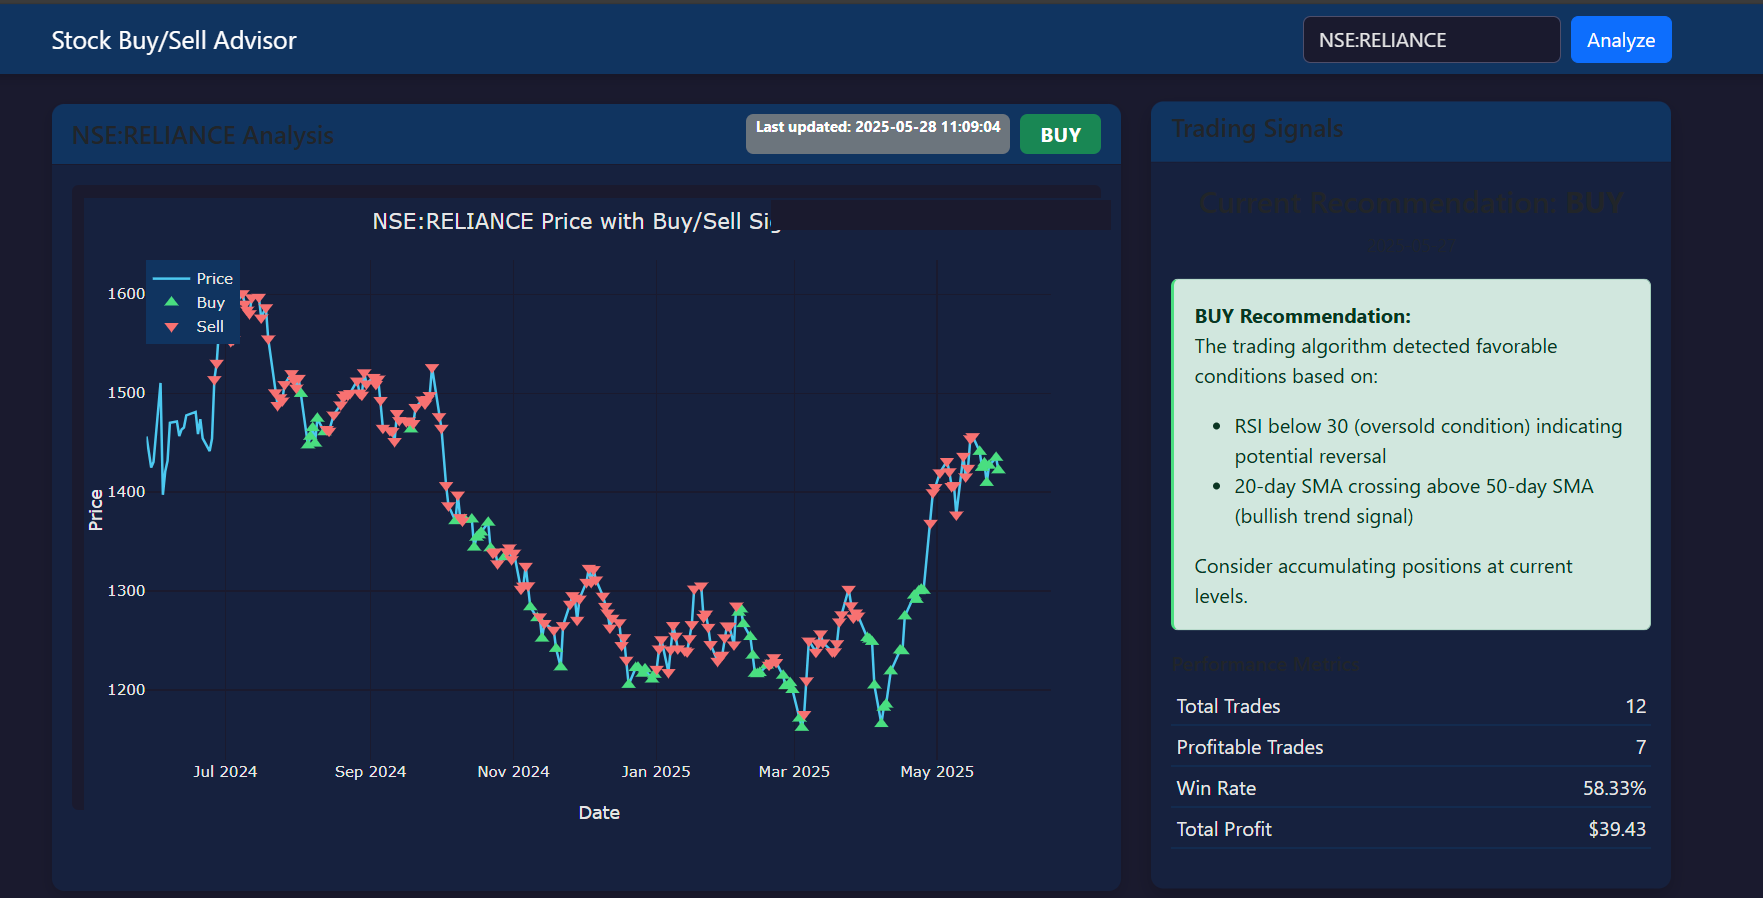 Stock Buy/Sell Advisor
NSE:RELIANCE
Analyze
NSE:RELIANCE Analysis
Last updated: 2025-05-28 11:09:04
BUY
NSE:RELIANCE Price with Buy/Sell
Price
Buy
Sell
1600
1500
1400
1300
1200
Price
Jul 2024
Sep 2024
Nov 2024
Jan 2025
Mar 2025
May 2025
Date
Trading Signals
Current Recommendation: BUY
BUY Recommendation:
The trading algorithm detected favorable
conditions based on:
• RSI below 30 (oversold condition) indicating
potential reversal
• 20-day SMA crossing above 50-day SMA
(bullish trend signal)
Consider accumulating positions at current
levels.
Performance Metrics
Total Trades 12
Profitable Trades 7
Win Rate 58.33%
Total Profit $39.43